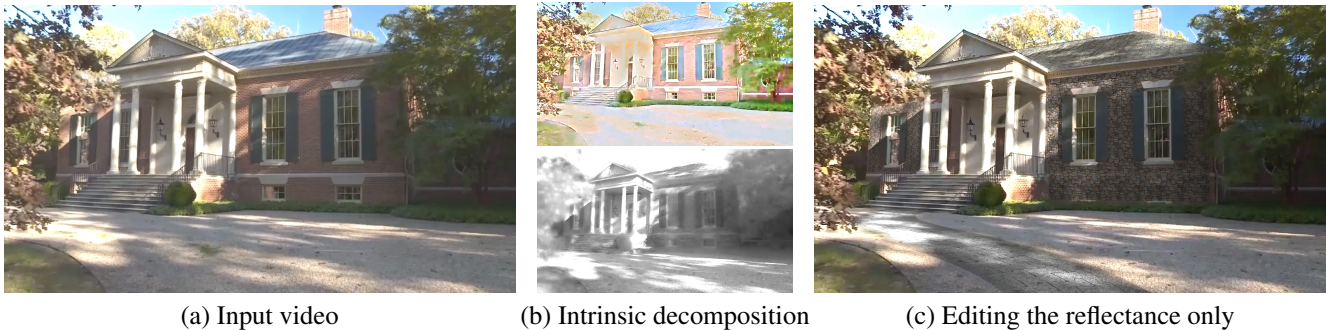 (a) Input video
(b) Intrinsic decomposition
(c) Editing the reflectance only